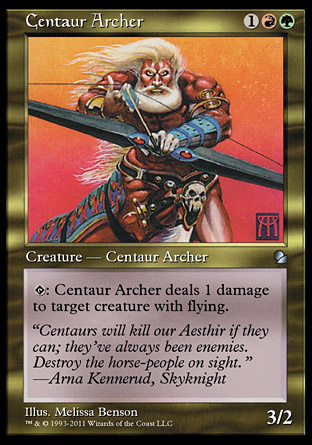 Centaur Archer 1
Creature — Centaur Archer
: Centaur Archer deals 1 damage
to target creature with flying.
“Centaurs will kill our Aesthir if they
can; they’ve always been enemies.
Destroy the horse-people on sight.”
—Arna Kennerud, Skyknight
Illus. Melissa Benson
™ & © 1993-2011 Wizards of the Coast LLC
3/2